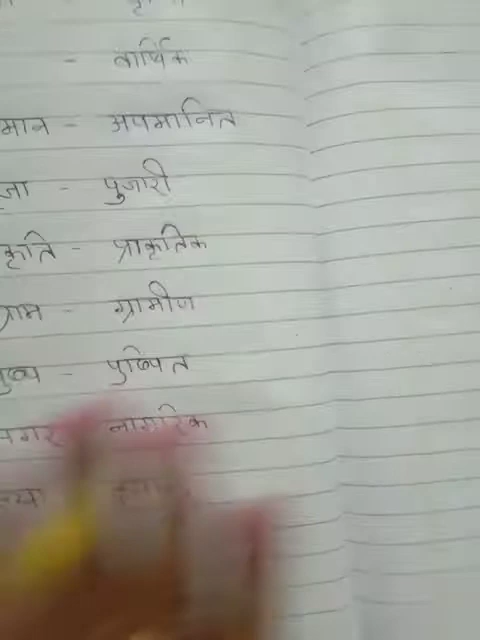 - वार्षिक
मान - अपमानित
जा - पुजारी
कृति - प्राकृतिक
ग्राम - ग्रामीण
पुष्प - पुष्पित
नगर - नागरिक